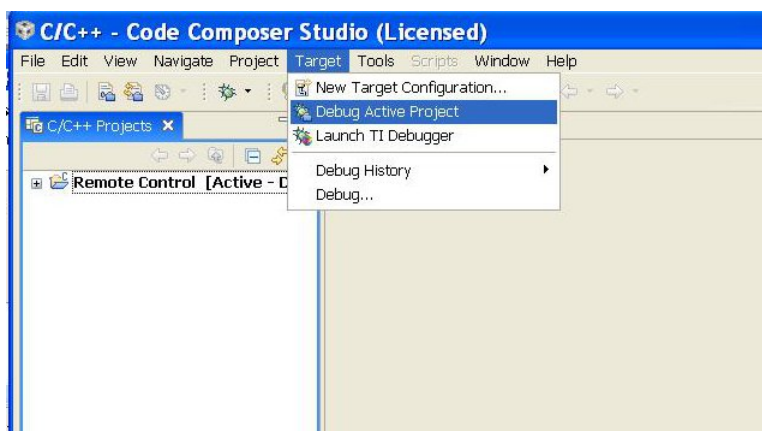 C/C++ - Code Composer Studio (Licensed)
File Edit View Navigate Project Target Tools Scripts Window Help
New Target Configuration...
Debug Active Project
C/C++ Projects
Launch TI Debugger
Debug History
Remote Control [Active - D
Debug...